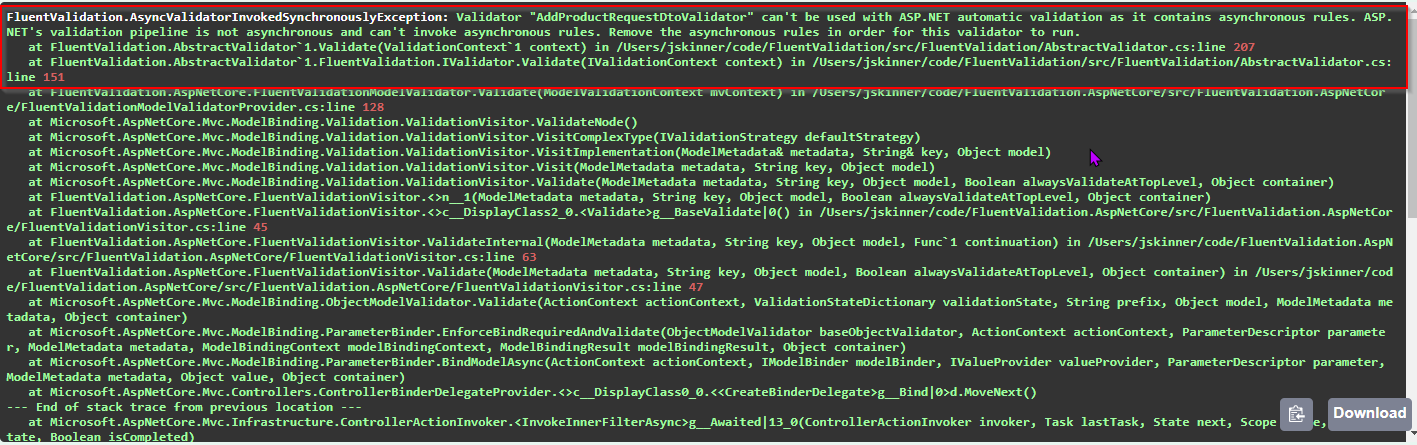 FluentValidation.AsyncValidatorInvokedSynchronouslyException: Validator "AddProductRequestDtoValidator" can't be used with ASP.NET automatic validation as it contains asynchronous rules. ASP.
NET's validation pipeline is not asynchronous and can't invoke asynchronous rules. Remove the asynchronous rules in order for this validator to run.
at FluentValidation.AbstractValidator`1.Validate(ValidationContext`1 context) in /Users/jskinner/code/FluentValidation/src/FluentValidation/AbstractValidator.cs:line 207
at FluentValidation.AbstractValidator`1.FluentValidation.IValidator.Validate(IValidationContext context) in /Users/jskinner/code/FluentValidation/src/FluentValidation/AbstractValidator.cs:
line 151
at FluentValidation.AspNetCore.FluentValidationModelValidator.Validate(ModelValidationContext mvContext) in /Users/jskinner/code/FluentValidation.AspNetCore/src/FluentValidation.AspNetCor
e/FluentValidationModelValidatorProvider.cs:line 128
at Microsoft.AspNetCore.Mvc.ModelBinding.Validation.ValidationVisitor.ValidateNode()
at Microsoft.AspNetCore.Mvc.ModelBinding.Validation.ValidationVisitor.VisitComplexType(IValidationStrategy defaultStrategy)
at Microsoft.AspNetCore.Mvc.ModelBinding.Validation.ValidationVisitor.VisitImplementation(ModelMetadata& metadata, String& key, Object model)
at Microsoft.AspNetCore.Mvc.ModelBinding.Validation.ValidationVisitor.Visit(ModelMetadata metadata, String key, Object model)
at Microsoft.AspNetCore.Mvc.ModelBinding.Validation.ValidationVisitor.Validate(ModelMetadata metadata, String key, Object model, Boolean alwaysValidateAtTopLevel, Object container)
at FluentValidation.AspNetCore.FluentValidationVisitor.<>n__1(ModelMetadata metadata, String key, Object model, Boolean alwaysValidateAtTopLevel, Object container)
at FluentValidation.AspNetCore.FluentValidationVisitor.<>c__DisplayClass2_0.<Validate>g__BaseValidate|0() in /Users/jskinner/code/FluentValidation.AspNetCore/src/FluentValidation.AspNetCor
e/FluentValidationVisitor.cs:line 45
at FluentValidation.AspNetCore.FluentValidationVisitor.ValidateInternal(ModelMetadata metadata, String key, Object model, Func`1 continuation) in /Users/jskinner/code/FluentValidation.AspN
etCore/src/FluentValidation.AspNetCore/FluentValidationVisitor.cs:line 63
at FluentValidation.AspNetCore.FluentValidationVisitor.Validate(ModelMetadata metadata, String key, Object model, Boolean alwaysValidateAtTopLevel, Object container) in /Users/jskinner/cod
e/FluentValidation.AspNetCore/src/FluentValidation.AspNetCore/FluentValidationVisitor.cs:line 47
at Microsoft.AspNetCore.Mvc.ModelBinding.ObjectModelValidator.Validate(ActionContext actionContext, ValidationStateDictionary validationState, String prefix, Object model, ModelMetadata me
tadata, Object container)
at Microsoft.AspNetCore.Mvc.ModelBinding.ParameterBinder.EnforceBindRequiredAndValidate(ObjectModelValidator baseObjectValidator, ActionContext actionContext, ParameterDescriptor paramete
r, ModelMetadata metadata, ModelBindingContext modelBindingContext, ModelBindingResult modelBindingResult, Object container)
at Microsoft.AspNetCore.Mvc.ModelBinding.ParameterBinder.BindModelAsync(ActionContext actionContext, IModelBinder modelBinder, IValueProvider valueProvider, ParameterDescriptor parameter,
ModelMetadata metadata, Object value, Object container)
at Microsoft.AspNetCore.Mvc.Controllers.ControllerBinderDelegateProvider.<>c__DisplayClass0_0.<<CreateBinderDelegate>g__Bind|0>d.MoveNext()
--- End of stack trace from previous location ---
at Microsoft.AspNetCore.Mvc.Infrastructure.ControllerActionInvoker.<InvokeInnerFilterAsync>g__Awaited|13_0(ControllerActionInvoker invoker, Task lastTask, State next, Scope
tate, Boolean isCompleted)
Download